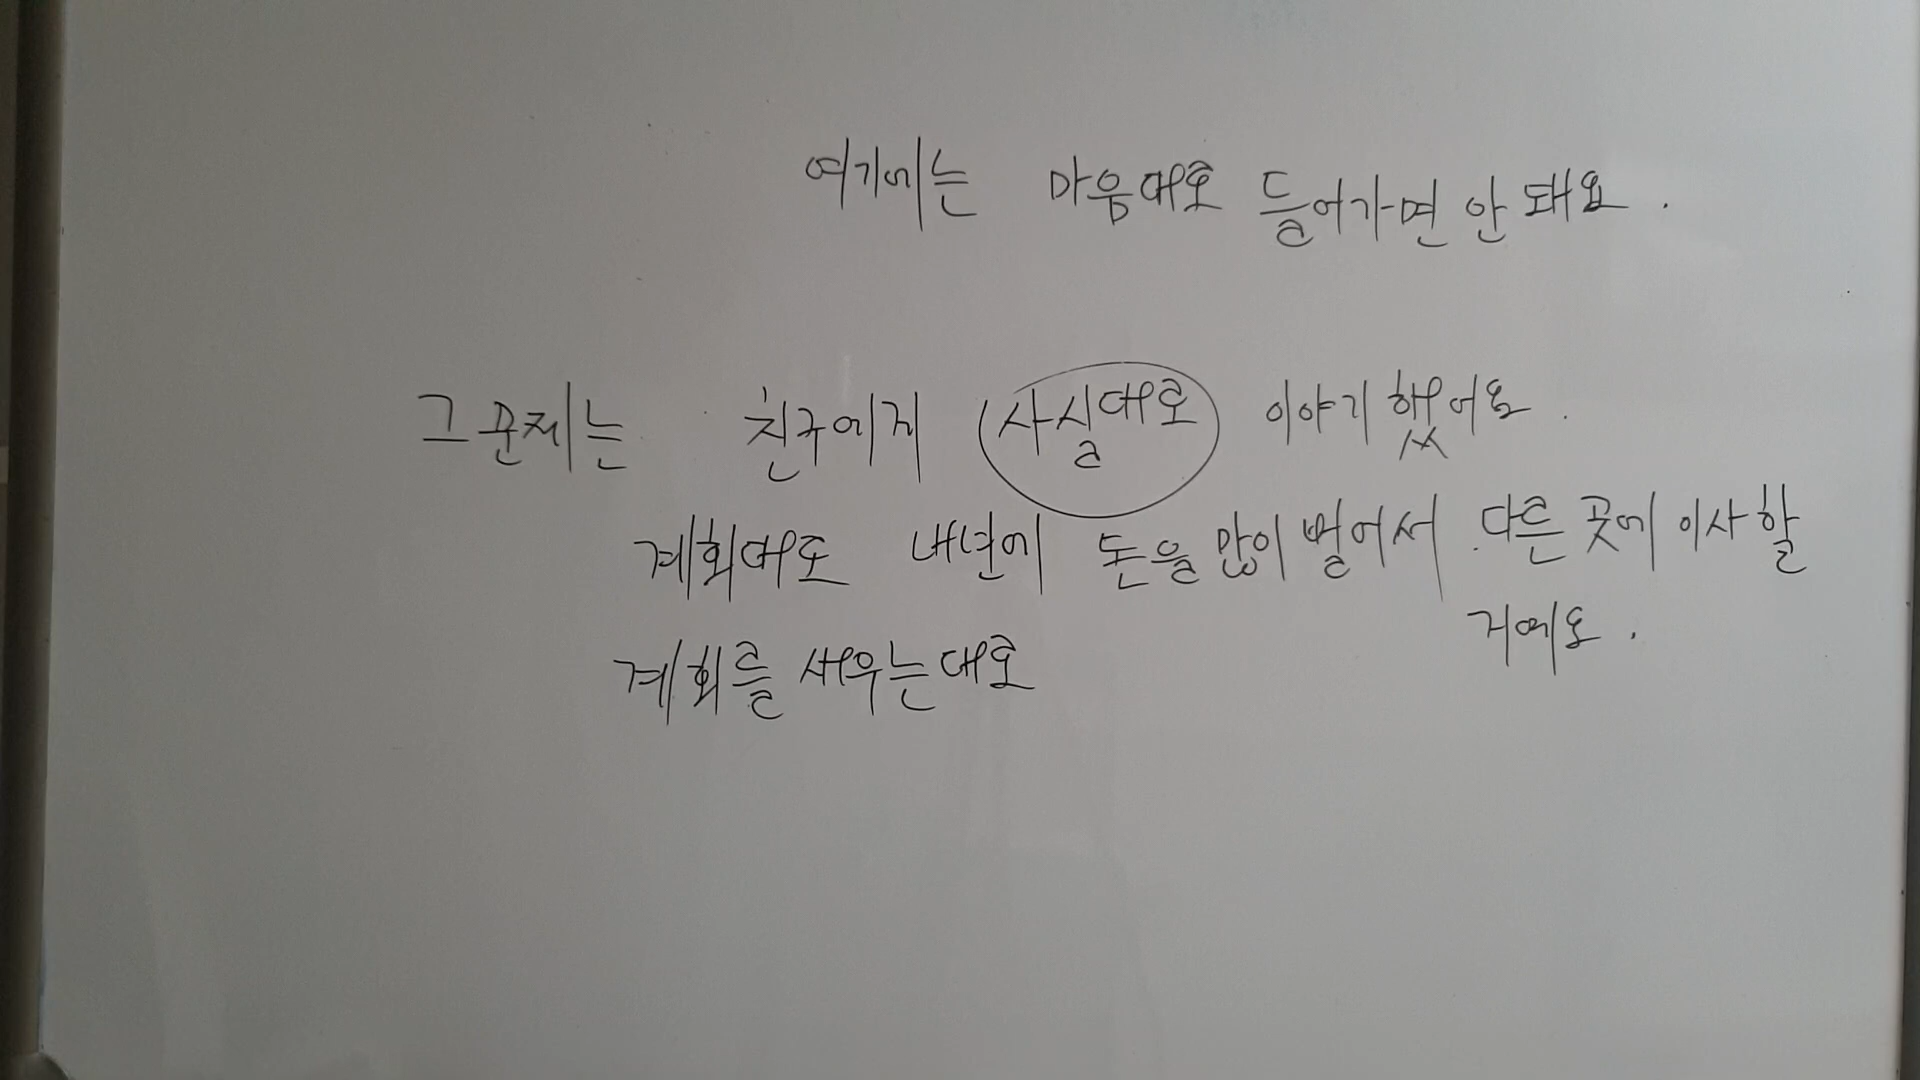 여기에는 마음대로 들어가면 안 돼요.
그 문제는 친구에게 사실대로 이야기 했어요.
계획대로 내년에 돈을 많이 벌어서 다른 곳에 이사할
거예요.
계획을 세우는대로